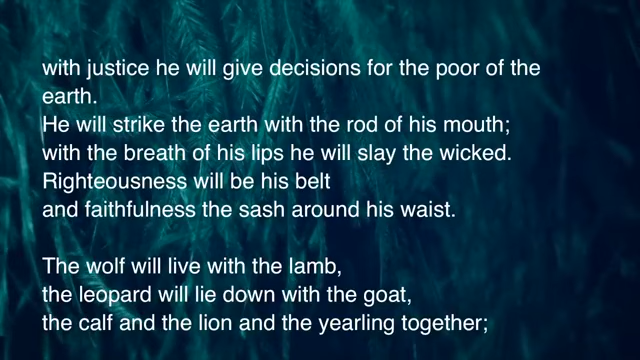 with justice he will give decisions for the poor of the
earth.
He will strike the earth with the rod of his mouth;
with the breath of his lips he will slay the wicked.
Righteousness will be his belt
and faithfulness the sash around his waist.
The wolf will live with the lamb,
the leopard will lie down with the goat,
the calf and the lion and the yearling together;